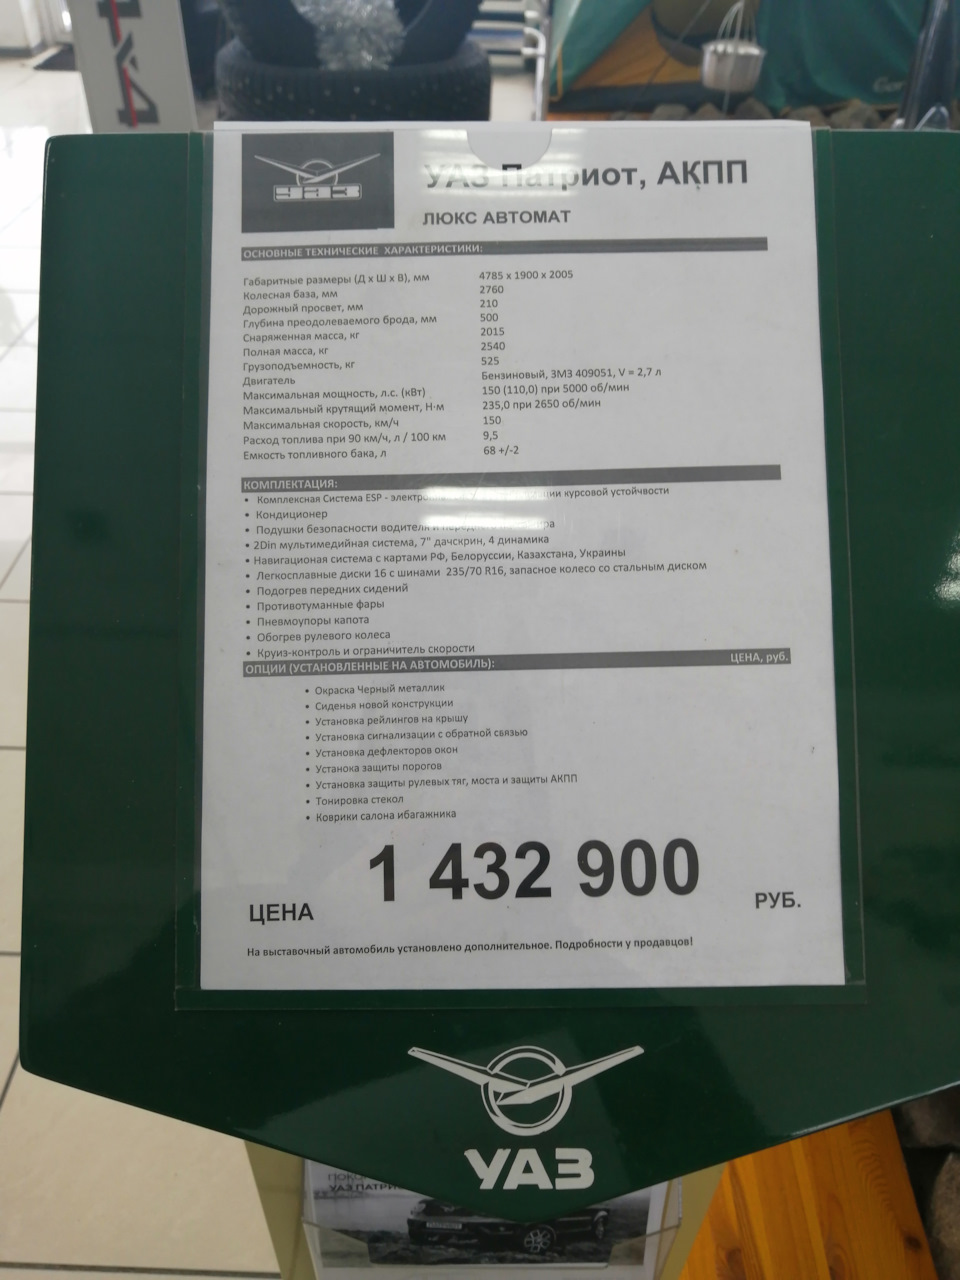 УАЗ
УАЗ Патриот, АКПП
ЛЮКС АВТОМАТ
ОСНОВНЫЕ ТЕХНИЧЕСКИЕ ХАРАКТЕРИСТИКИ:
Габаритные размеры (Д х Ш х В), мм 4785 х 1900 х 2005
Колесная база, мм 2760
Дорожный просвет, мм 210
Глубина преодолеваемого брода, мм 500
Снаряженная масса, кг 2015
Полная масса, кг 2540
Грузоподъемность, кг 525
Двигатель Бензиновый, ЗМЗ 409051, V = 2,7 л
Максимальная мощность, л.с. (кВт) 150 (110,0) при 5000 об/мин
Максимальный крутящий момент, Н·м 235,0 при 2650 об/мин
Максимальная скорость, км/ч 150
Расход топлива при 90 км/ч, л / 100 км 9,5
Емкость топливного бака, л 68 +/-2
КОМПЛЕКТАЦИЯ:
• Комплексная Система ESP - курсовой устойчвости
• Кондиционер
• Подушки безопасности водителя и
• 2Din мультимедийная система, 7" дачскрин, 4 динамика
• Навигационая система с картами РФ, Белоруссии, Казахстана, Украины
• Легкосплавные диски 16 с шинами 235/70 R16, запасное колесо со стальным диском
• Подогрев передних сидений
• Противотуманные фары
• Пневмоупоры капота
• Обогрев рулевого колеса
• Круиз-контроль и ограничитель скорости
ОПЦИИ (УСТАНОВЛЕННЫЕ НА АВТОМОБИЛЬ): ЦЕНА, руб.
• Окраска Черный металлик
• Сиденья новой конструкции
• Установка рейлингов на крышу
• Установка сигнализации с обратной связью
• Установка дефлекторов окон
• Устанока защиты порогов
• Установка защиты рулевых тяг, моста и защиты АКПП
• Тонировка стекол
• Коврики салона ибагажника
ЦЕНА 1 432 900 РУБ.
На выставочный автомобиль установлено дополнительное. Подробности у продавцов!
УАЗ
УАЗ
ПАТРИОТ